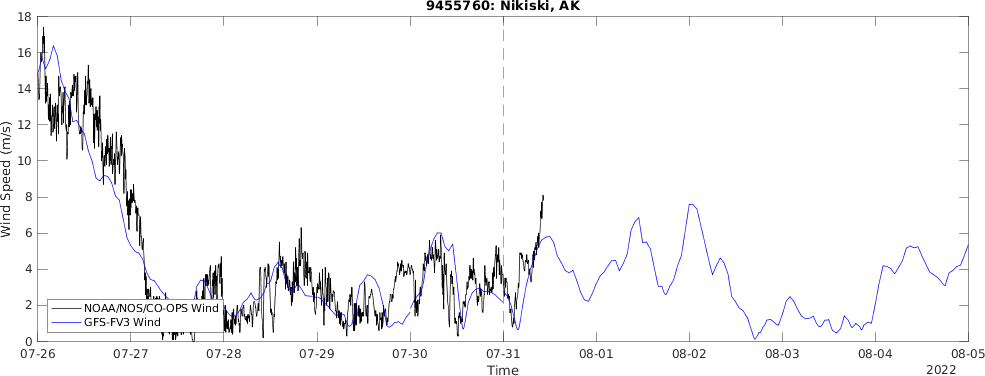 9455760: Nikiski, AK
18
16
14
12
10
8
6
4
2
0
Wind Speed (m/s)
NOAA/NOS/CO-OPS Wind
GFS-FV3 Wind
07-26 07-27 07-28 07-29 07-30 07-31 08-01 08-02 08-03 08-04 08-05
Time
2022